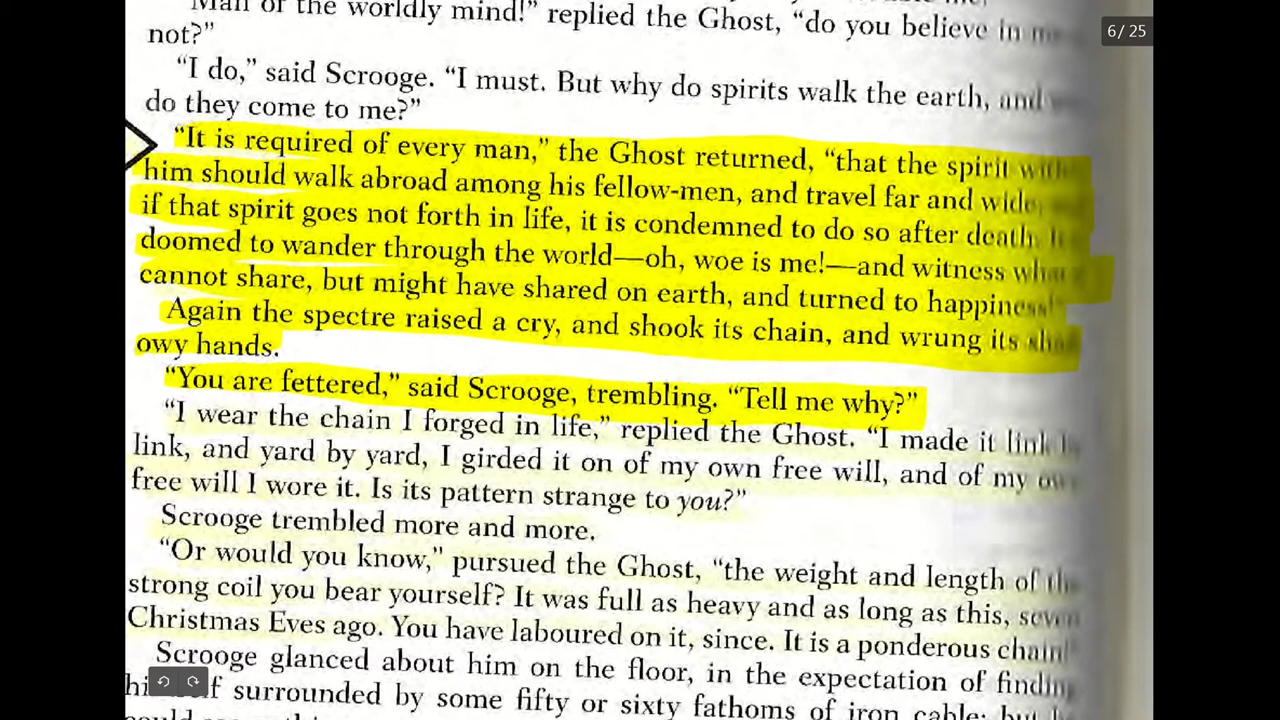 Man of the worldly mind!” replied the Ghost, “do you believe in
6 / 25
not?”
“I do,” said Scrooge. “I must. But why do spirits walk the earth, and
do they come to me?”
“It is required of every man,” the Ghost returned, “that the spirit
him should walk abroad among his fellow-men, and travel far and wide,
if that spirit goes not forth in life, it is condemned to do so after death.
doomed to wander through the world—oh, woe is me!—and witness
cannot share, but might have shared on earth, and turned to happiness!
Again the spectre raised a cry, and shook its chain, and wrung its
owy hands.
“You are fettered,” said Scrooge, trembling. “Tell me why?”
“I wear the chain I forged in life,” replied the Ghost. “I made it link
link, and yard by yard, I girded it on of my own free will, and of my
free will I wore it. Is its pattern strange to you?”
Scrooge trembled more and more.
“Or would you know,” pursued the Ghost, “the weight and length of
strong coil you bear yourself? It was full as heavy and as long as this, seven
Christmas Eves ago. You have laboured on it, since. It is a ponderous chain!
Scrooge glanced about him on the floor, in the expectation of finding
surrounded by some fifty or sixty fathoms of iron cable: but